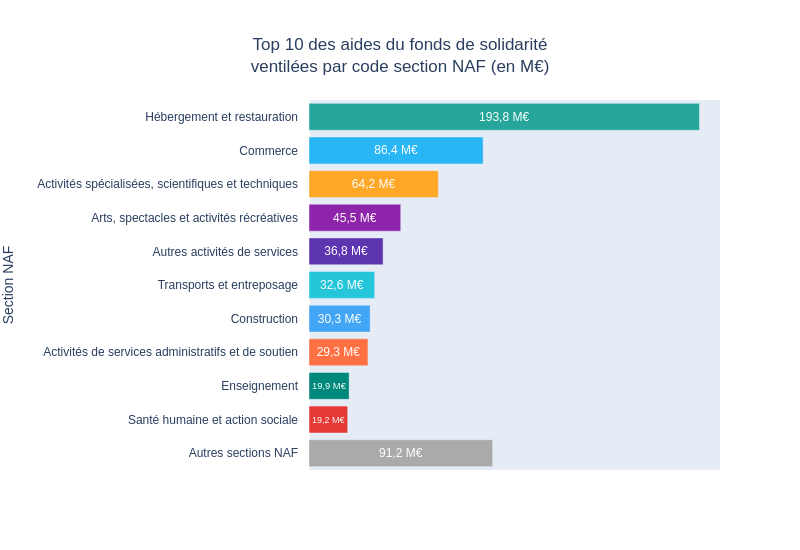 Top 10 des aides du fonds de solidarité
ventilées par code section NAF (en M€)
Section NAF
Hébergement et restauration 193,8 M€
Commerce 86,4 M€
Activités spécialisées, scientifiques et techniques 64,2 M€
Arts, spectacles et activités récréatives 45,5 M€
Autres activités de services 36,8 M€
Transports et entreposage 32,6 M€
Construction 30,3 M€
Activités de services administratifs et de soutien 29,3 M€
Enseignement 19,9 M€
Santé humaine et action sociale 19,2 M€
Autres sections NAF 91,2 M€